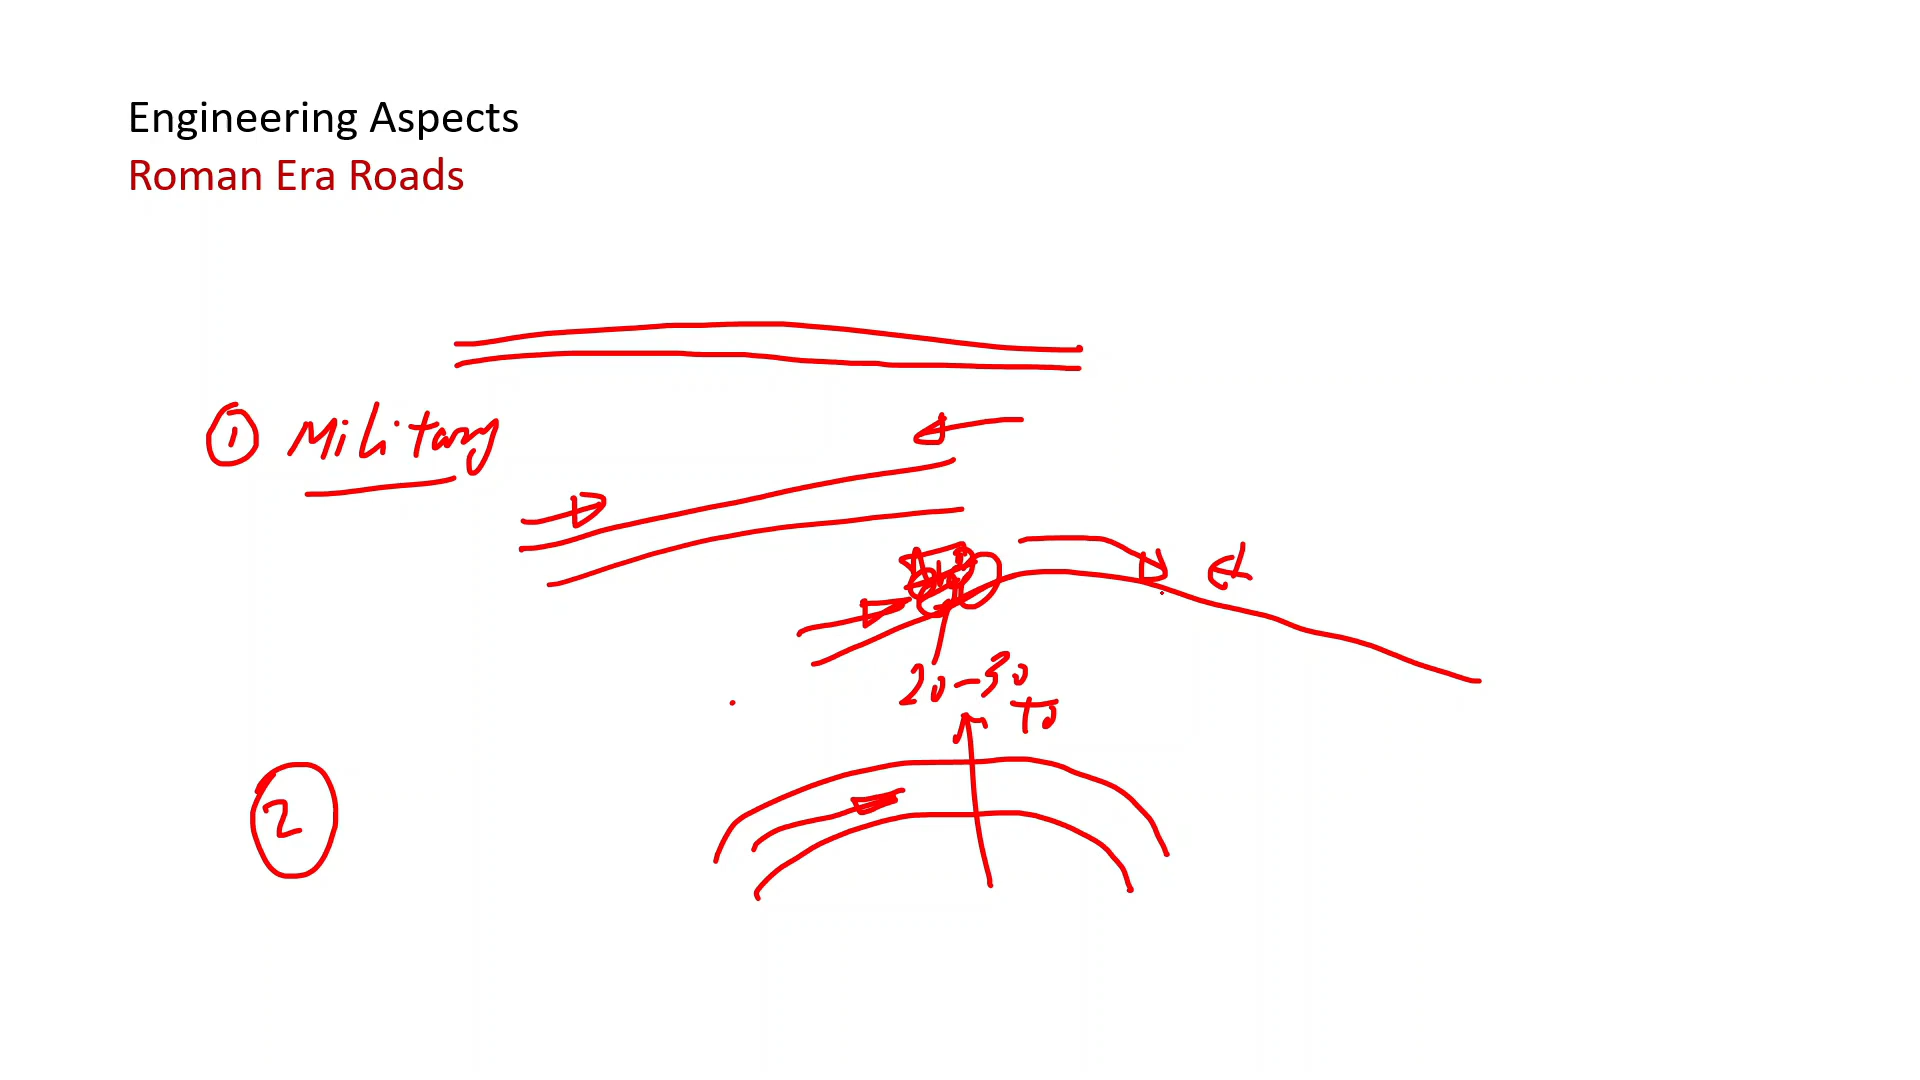 Engineering Aspects
Roman Era Roads
1 Military
20-30
2